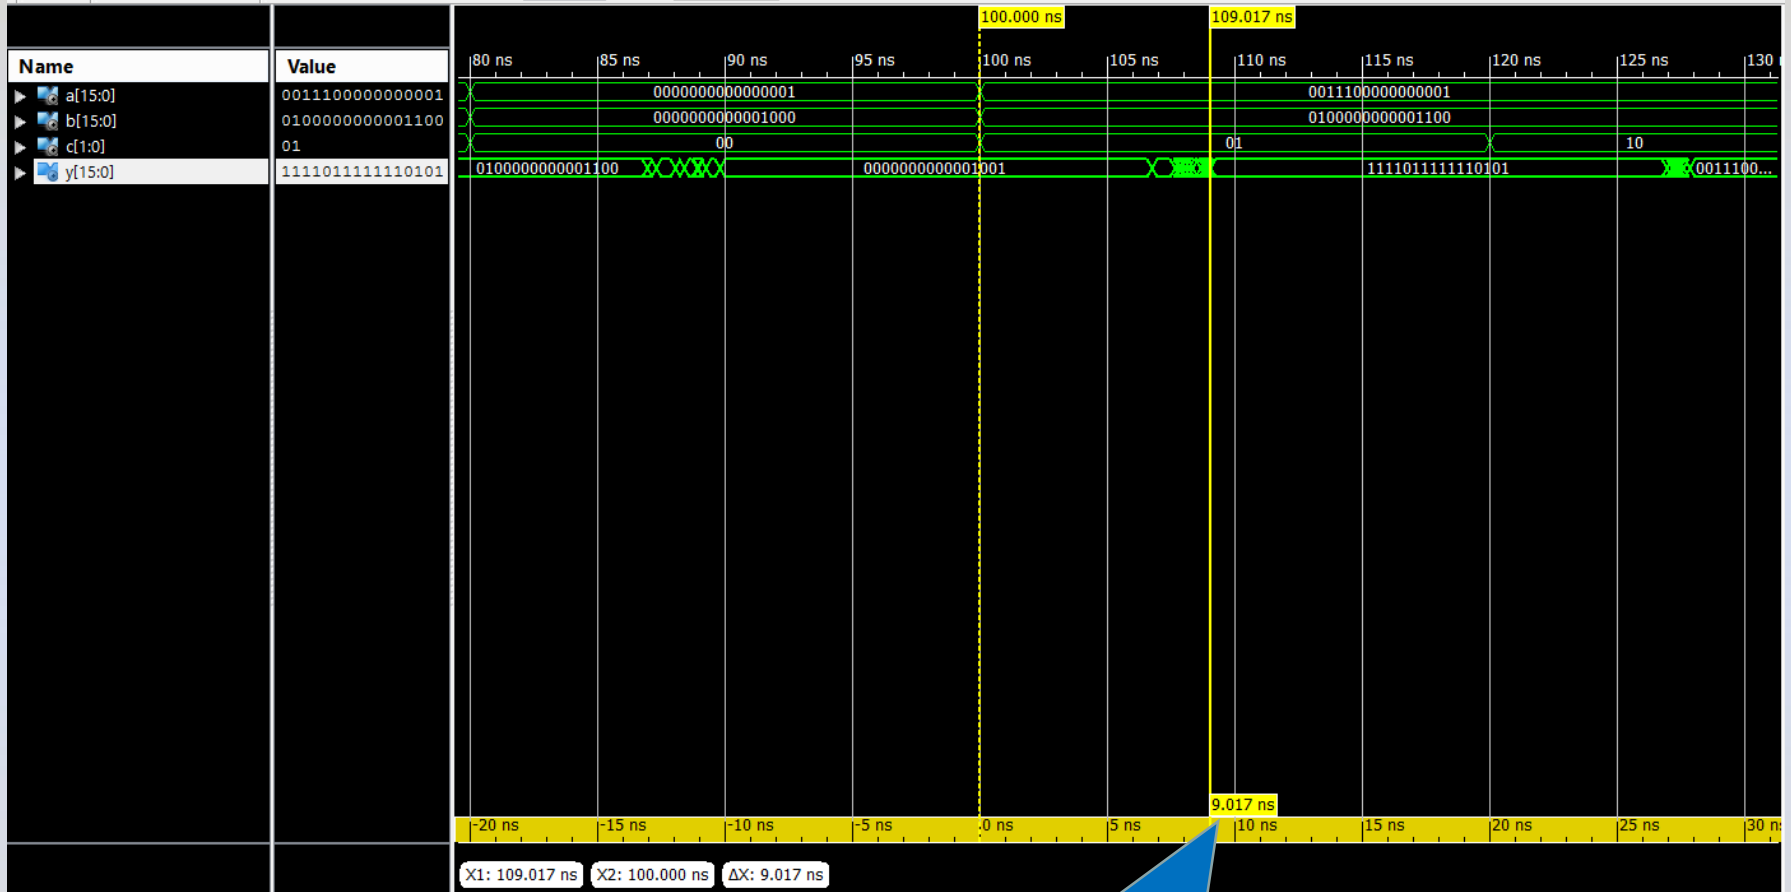 100.000 ns 109.017 ns
Name Value 80 ns 85 ns 90 ns 95 ns 100 ns 105 ns 110 ns 115 ns 120 ns 125 ns 130
a[15:0] 0011100000000001 0000000000000001 0011100000000001
b[15:0] 0100000000001100 0000000000001000 0100000000001100
c[1:0] 01 00 01 10
y[15:0] 1111011111110101 0100000000001100 0000000000001001 1111011111110101 0011100...
9.017 ns
-20 ns -15 ns -10 ns -5 ns 0 ns 5 ns 10 ns 15 ns 20 ns 25 ns 30 n
X1: 109.017 ns X2: 100.000 ns ΔX: 9.017 ns